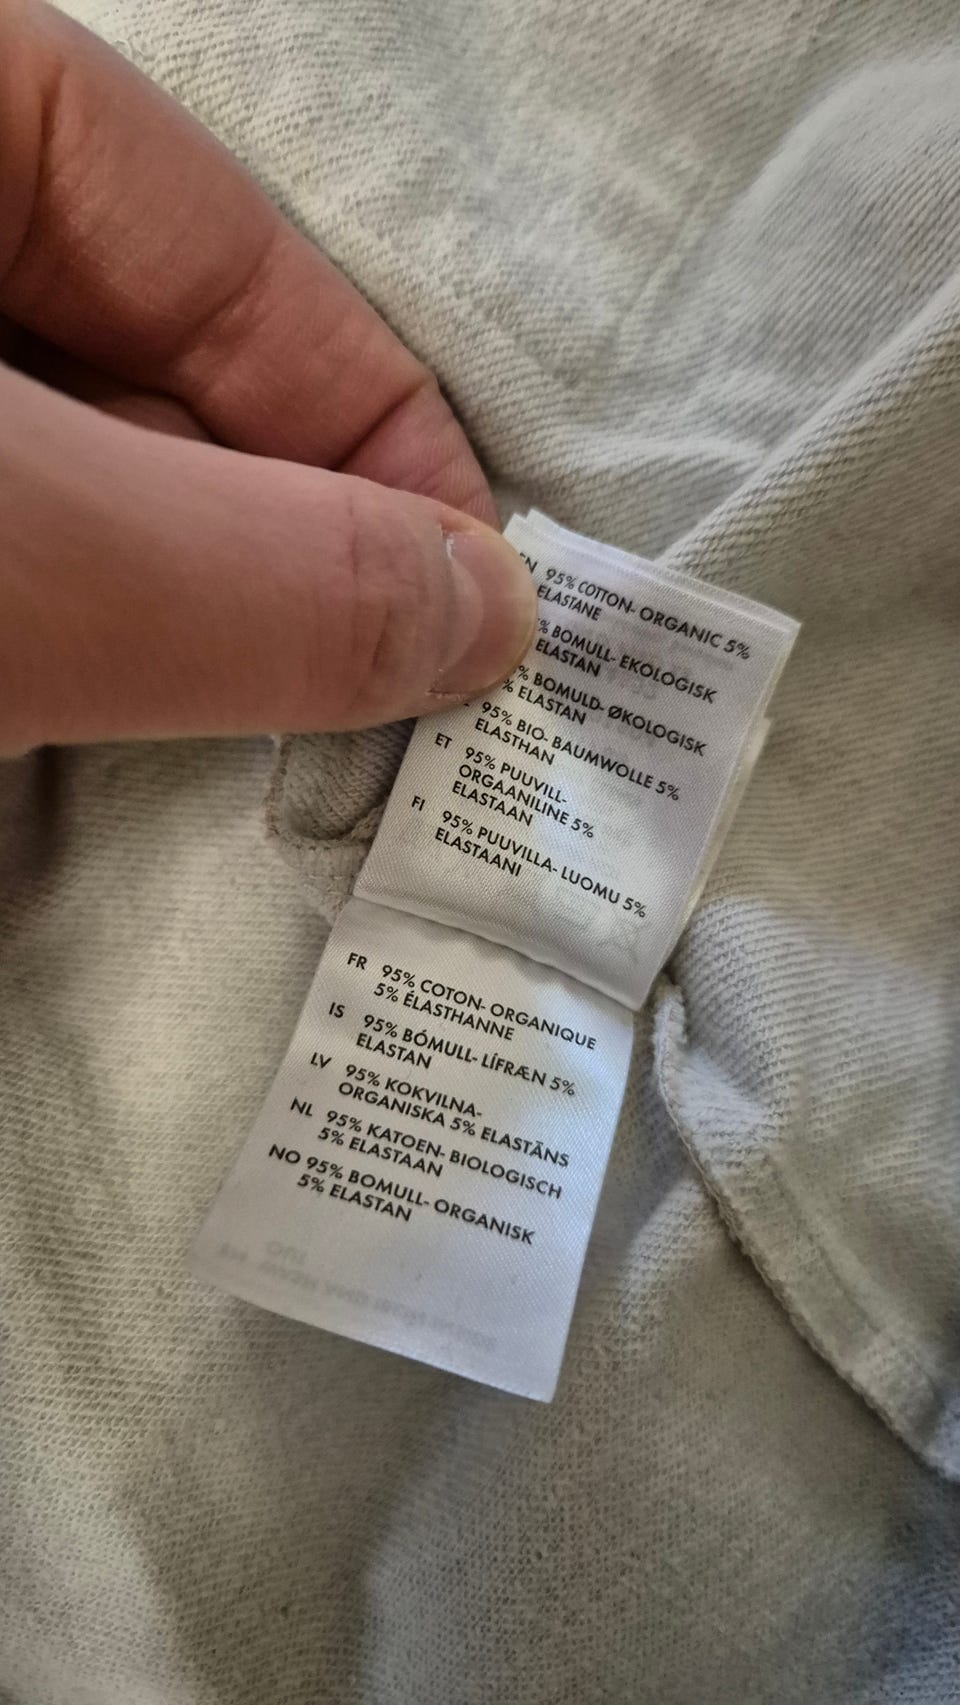 95% COTTON- ORGANIC 5%
ELASTANE
% BOMULL- EKOLOGISK
ELASTAN
% BOMULD- ØKOLOGISK
% ELASTAN
95% BIO- BAUMWOLLE 5%
ELASTHAN
ET 95% PUUVILL-
ORGAANILINE 5%
ELASTAAN
FI 95% PUUVILLA- LUOMU 5%
ELASTAANI
FR 95% COTON- ORGANIQUE
5% ÉLASTHANNE
IS 95% BÓMULL- LÍFRÆN 5%
ELASTAN
LV 95% KOKVILNA-
ORGANISKA 5% ELASTĀNS
NL 95% KATOEN- BIOLOGISCH
5% ELASTAAN
NO 95% BOMULL- ORGANISK
5% ELASTAN